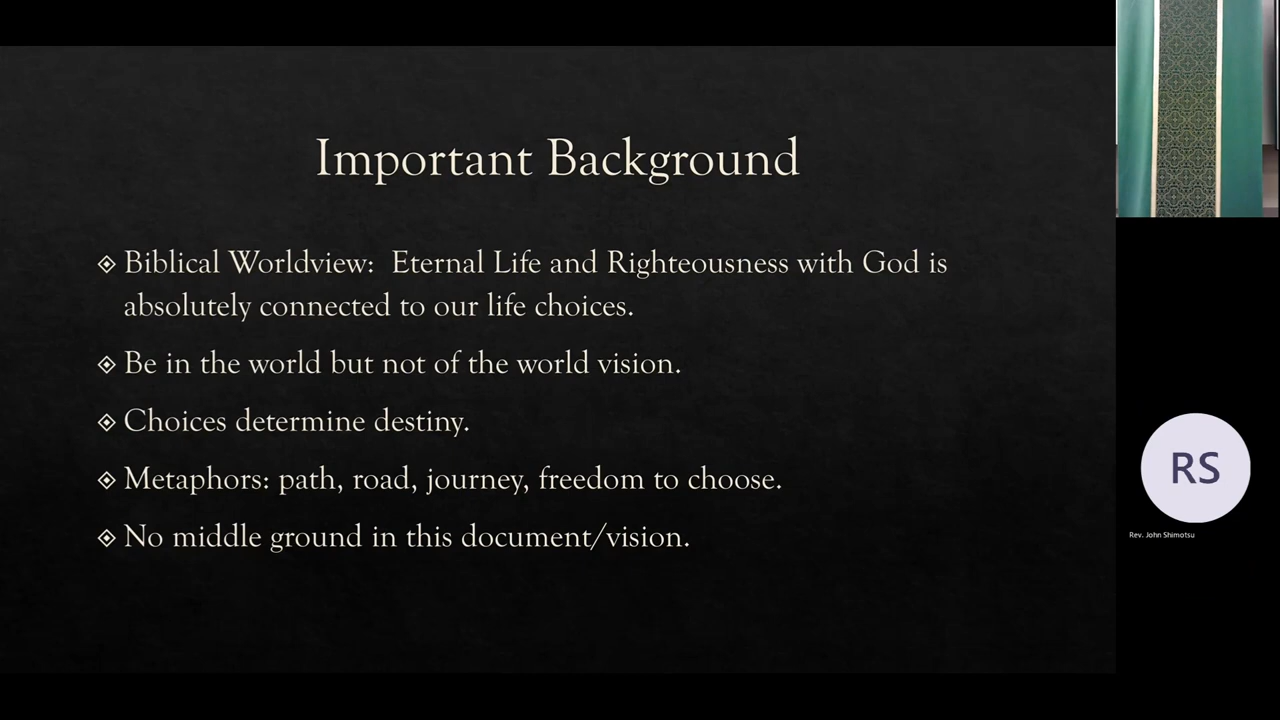 Important Background
Biblical Worldview:  Eternal Life and Righteousness with God is
absolutely connected to our life choices.
Be in the world but not of the world vision.
Choices determine destiny.
Metaphors: path, road, journey, freedom to choose.
No middle ground in this document/vision.
RS
Rev. John Shimotsu